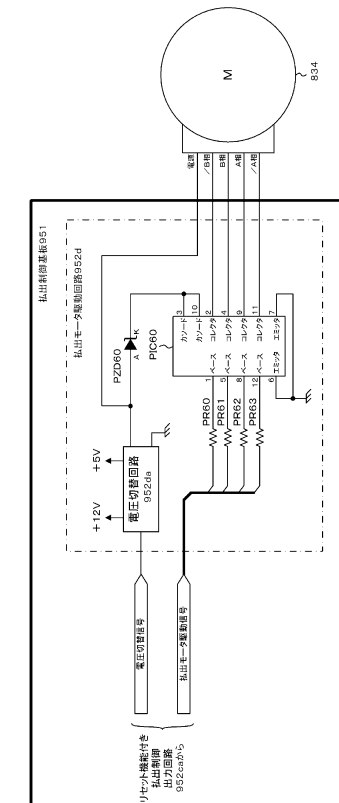 払出制御基板951
払出モータ駆動回路952d
M
834
電源
／B相
B相
A相
／A相
PZD60
A
K
PIC60
3
カソード
10
カソード
1
ベース
コレクタ
2
5
ベース
コレクタ
4
8
ベース
コレクタ
9
12
ベース
コレクタ
11
6
エミッタ
エミッタ
7
PR60
PR61
PR62
PR63
+12V
+5V
電圧切替回路
952da
電圧切替信号
払出モータ駆動信号
リセット機能付き
払出制御
出力回路
952caから